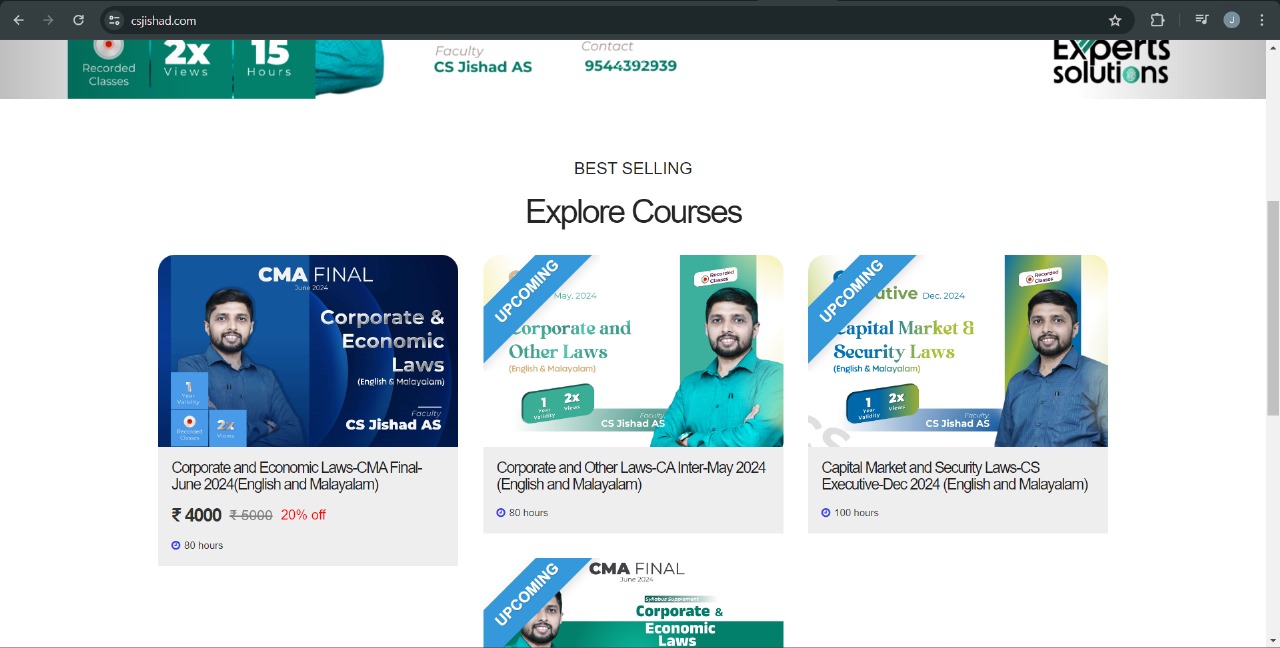 csjishad.com
J
Recorded
Classes
2x
Views
15
Hours
Faculty
CS Jishad AS
Contact
9544392939
Experts
solutions
BEST SELLING
Explore Courses
CMA FINAL
June 2024
Corporate &
Economic
Laws
(English & Malayalam)
1
Year
Validity
Recorded
Classes
2x
Views
Faculty
CS Jishad AS
Corporate and Economic Laws-CMA Final-
June 2024(English and Malayalam)
₹ 4000 ₹ 5000 20% off
80 hours
UPCOMING
May. 2024
Recorded
Classes
Corporate and
Other Laws
(English & Malayalam)
1
Year
Validity
2x
Views
Faculty
CS Jishad AS
Corporate and Other Laws-CA Inter-May 2024
(English and Malayalam)
80 hours
UPCOMING
utive Dec. 2024
Recorded
Classes
Capital Market &
Security Laws
(English & Malayalam)
1
Year
Validity
2x
Views
Faculty
CS Jishad AS
Cs
Capital Market and Security Laws-CS
Executive-Dec 2024 (English and Malayalam)
100 hours
UPCOMING
CMA FINAL
June 2024
Syllabus Supplement
Corporate &
Economic
Laws